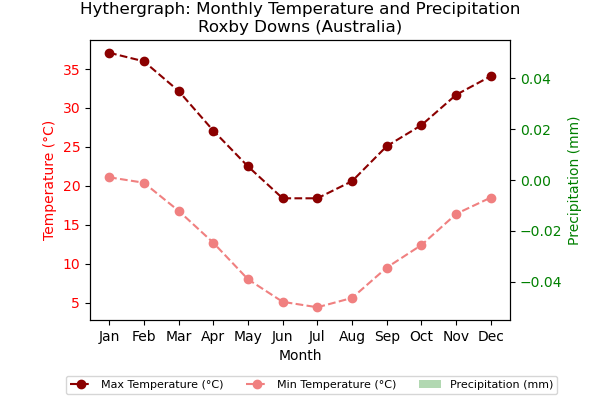 Hythergraph: Monthly Temperature and Precipitation
Roxby Downs (Australia)
35
30
25
20
15
10
5
Temperature (°C)
0.04
0.02
0.00
−0.02
−0.04
Precipitation (mm)
Jan Feb Mar Apr May Jun Jul Aug Sep Oct Nov Dec
Month
Max Temperature (°C) Min Temperature (°C) Precipitation (mm)